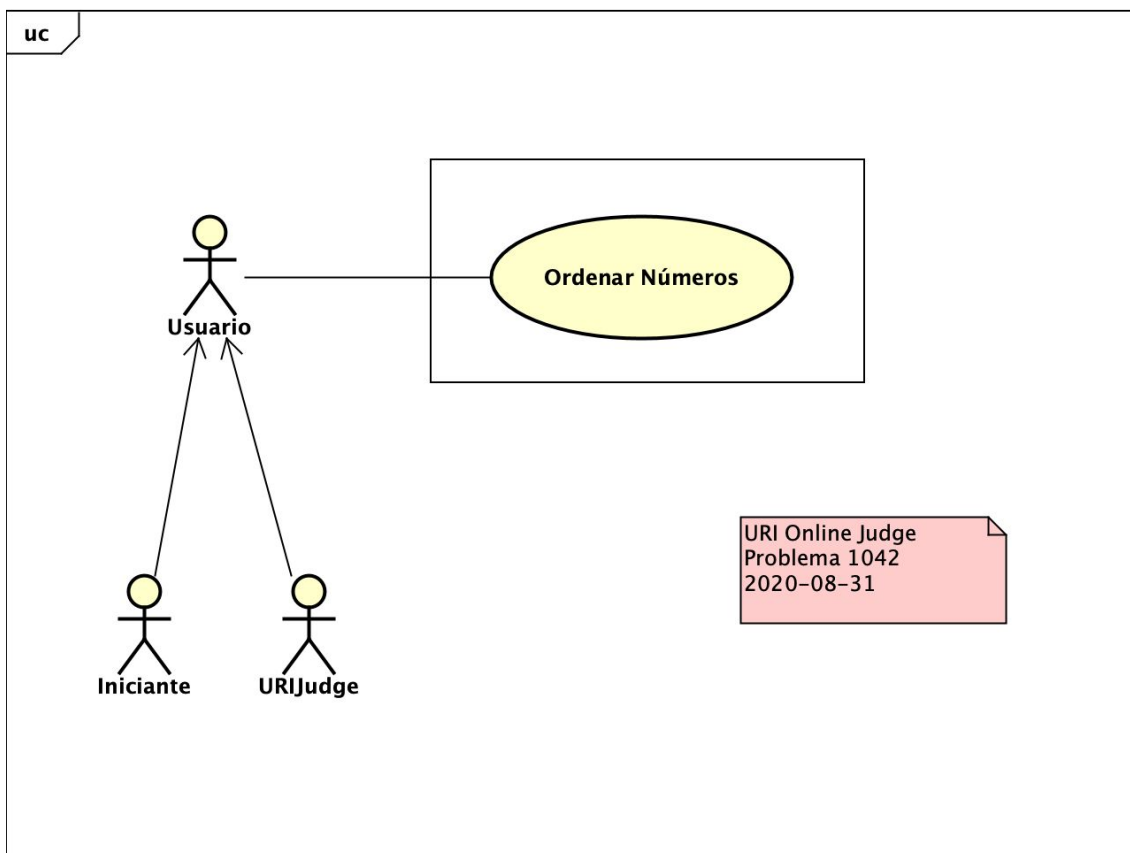 uc
Ordenar Números
Usuario
URI Online Judge
Problema 1042
2020-08-31
Iniciante
URIJudge